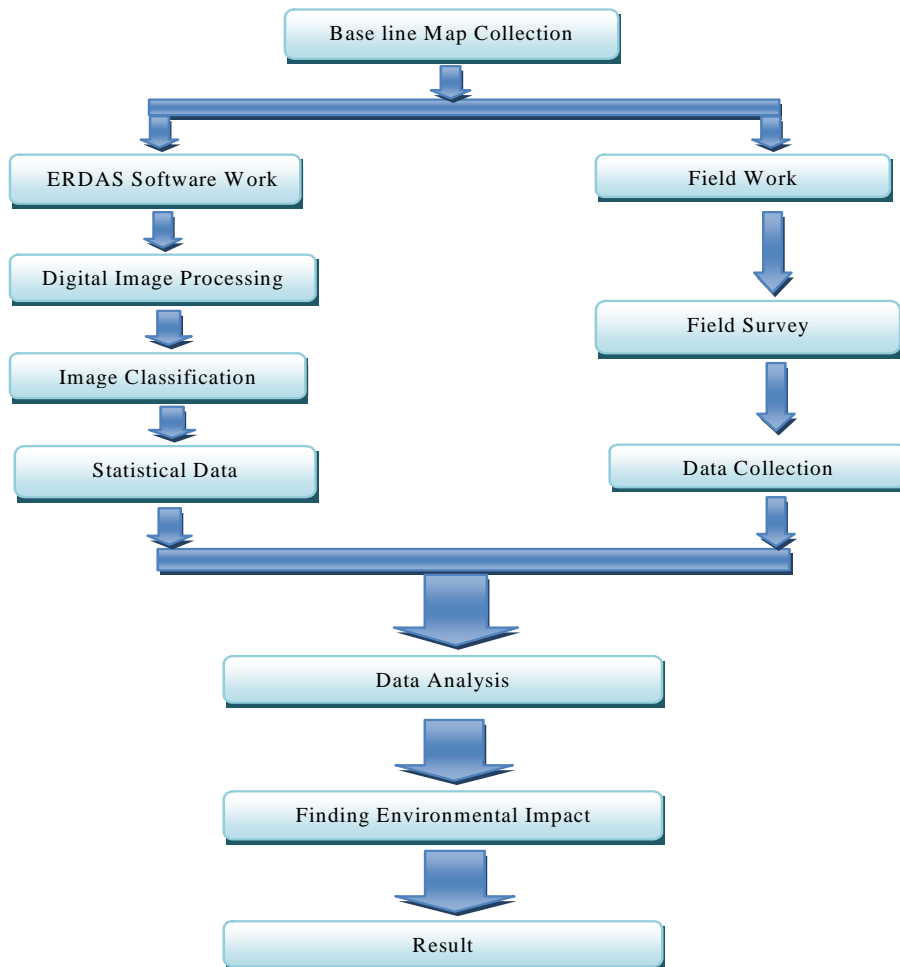 Base line Map Collection
ERDAS Software Work
Field Work
Digital Image Processing
Field Survey
Image Classification
Statistical Data
Data Collection
Data Analysis
Finding Environmental Impact
Result